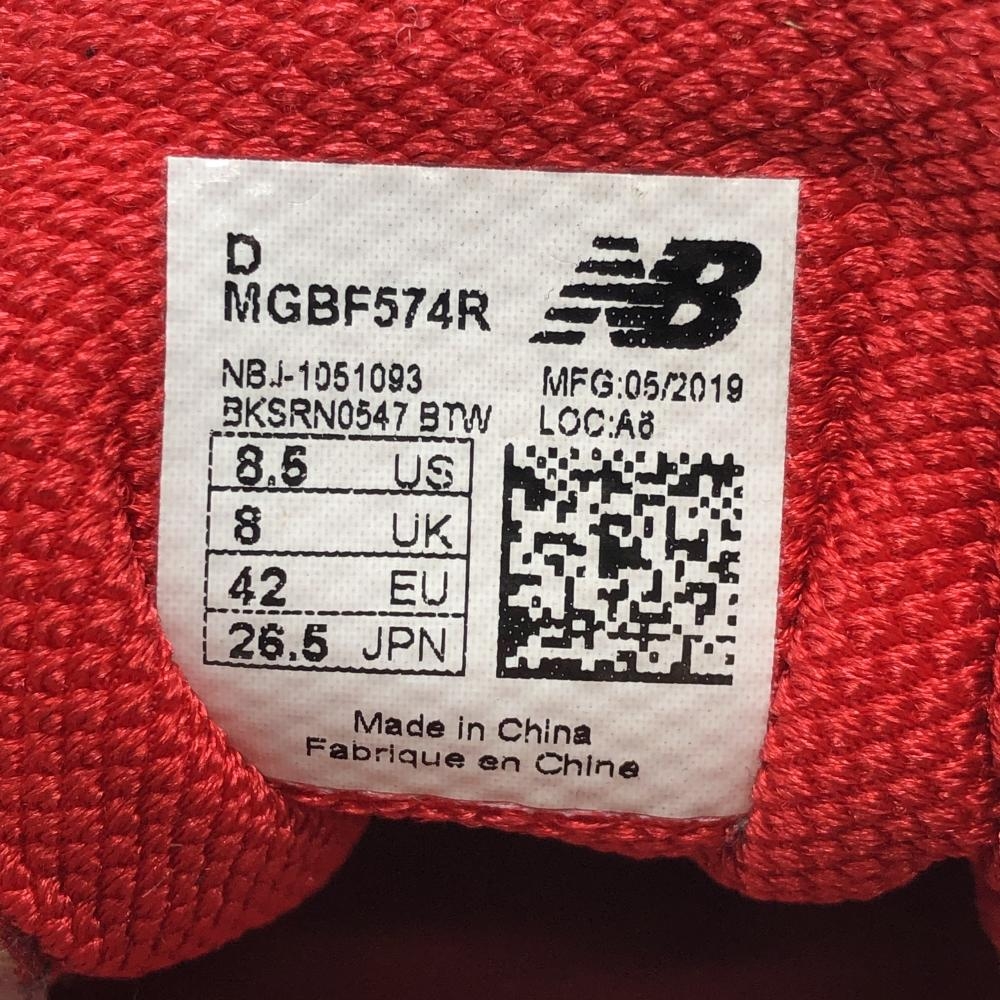 D
MGBF574R
NB
NBJ-1051093
BKSRN0547 BTW
MFG:05/2019
LOC:A6
8.5 US
8 UK
42 EU
26.5 JPN
Made in China
Fabrique en Chine